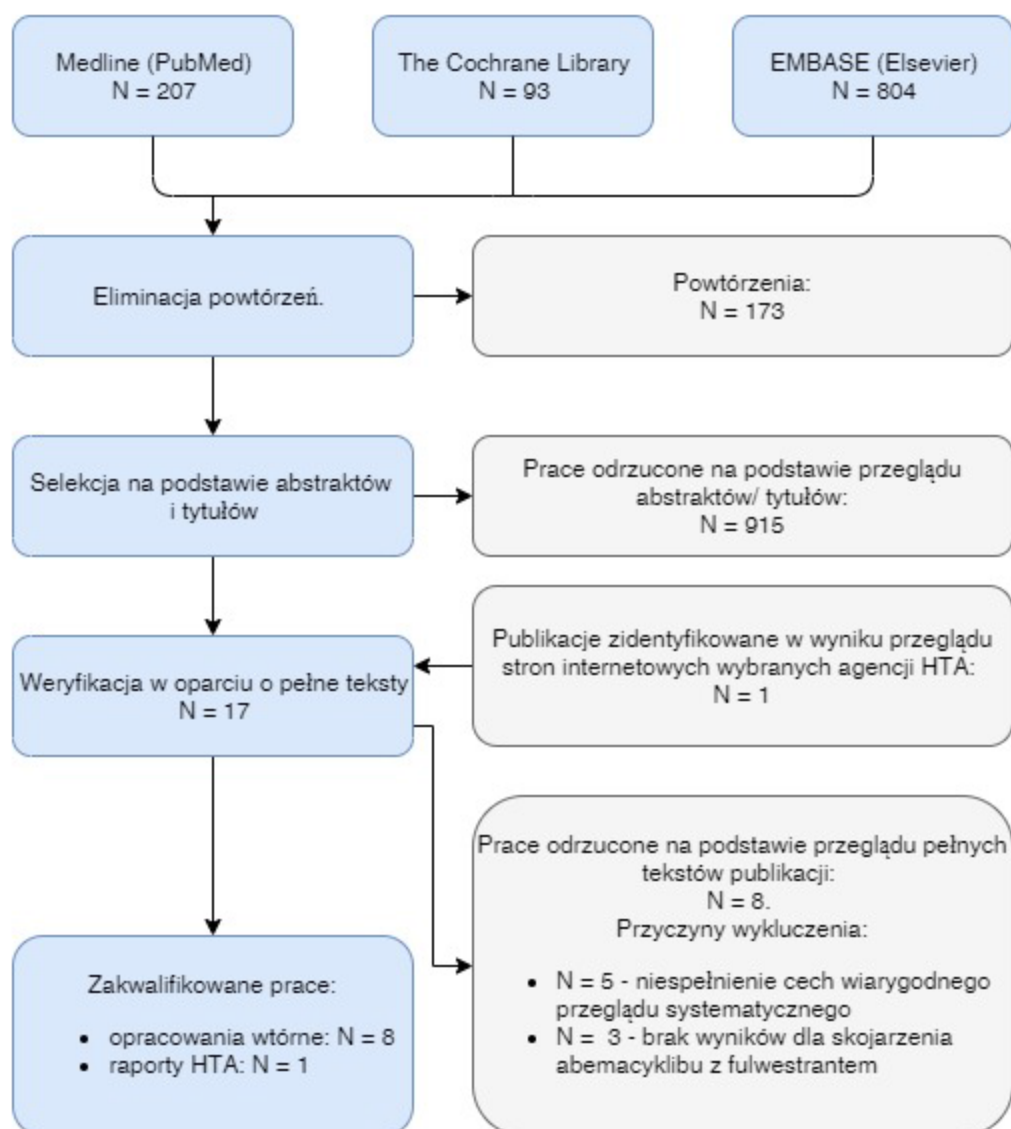 Medline (PubMed)
N = 207
The Cochrane Library
N = 93
EMBASE (Elsevier)
N = 804
Eliminacja powtórzeń.
Powtórzenia:
N = 173
Selekcja na podstawie abstraktów
i tytułów
Prace odrzucone na podstawie przeglądu
abstraktów/ tytułów:
N = 915
Publikacje zidentyfikowane w wyniku przeglądu
stron internetowych wybranych agencji HTA:
N = 1
Weryfikacja w oparciu o pełne teksty
N = 17
Prace odrzucone na podstawie przeglądu pełnych
tekstów publikacji:
N = 8.
Przyczyny wykluczenia:
• N = 5 - niespełnienie cech wiarygodnego
przeglądu systematycznego
• N =  3 - brak wyników dla skojarzenia
abemacyklibu z fulwestrantem
Zakwalifikowane prace:
• opracowania wtórne: N = 8
• raporty HTA: N = 1